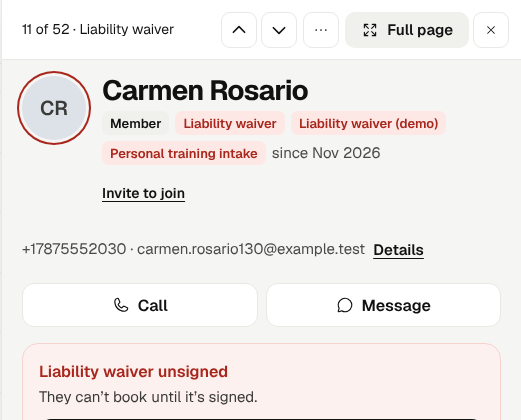 11 of 52 · Liability waiver
Full page
CR
Carmen Rosario
Member Liability waiver Liability waiver (demo)
Personal training intake since Nov 2026
Invite to join
+17875552030 · carmen.rosario130@example.test Details
Call
Message
Liability waiver unsigned
They can’t book until it’s signed.